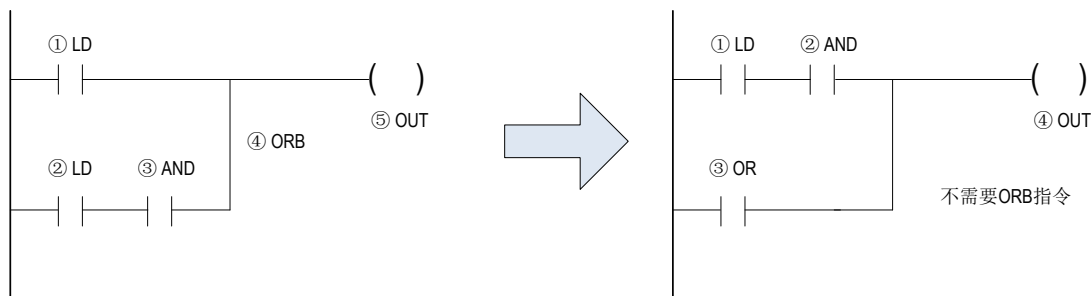 ① LD
⑤ OUT
④ ORB
② LD ③ AND
① LD ② AND
④ OUT
③ OR
不需要ORB指令